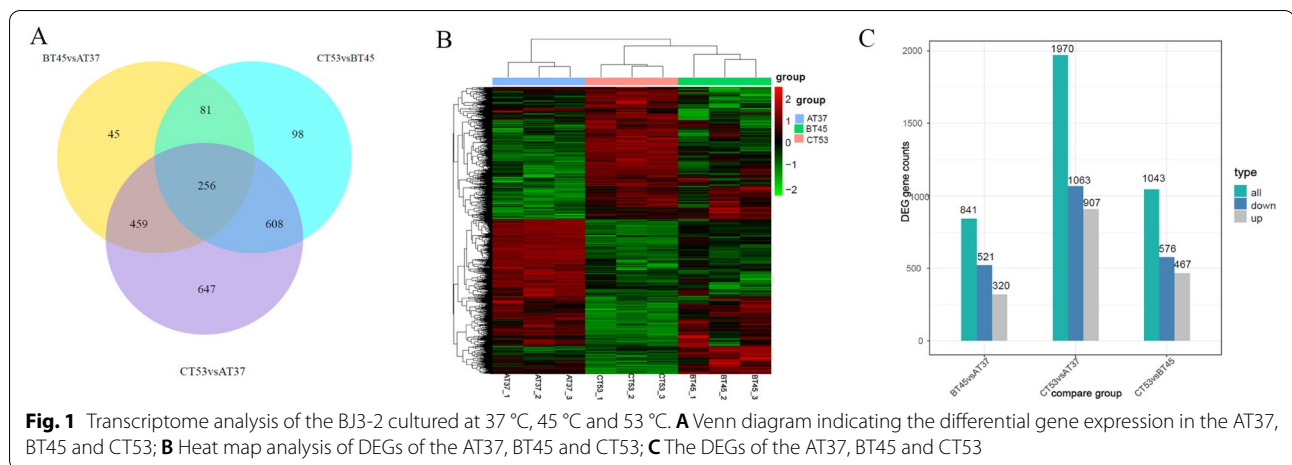 A
BT45vsAT37
CT53vsBT45
45
81
98
256
459
608
647
CT53vsAT37
B
group
2
1
0
−1
−2
group
AT37
BT45
CT53
AT37_1
AT37_2
AT37_3
CT53_1
CT53_2
CT53_3
BT45_1
BT45_2
BT45_3
C
DEG gene counts
2000
1500
1000
500
0
841
521
320
1970
1063
907
1043
576
467
BT45vsAT37
CT53vsAT37
CT53vsBT45
compare group
type
all
down
up
Fig. 1 Transcriptome analysis of the BJ3-2 cultured at 37 °C, 45 °C and 53 °C. A Venn diagram indicating the differential gene expression in the AT37,
BT45 and CT53; B Heat map analysis of DEGs of the AT37, BT45 and CT53; C The DEGs of the AT37, BT45 and CT53